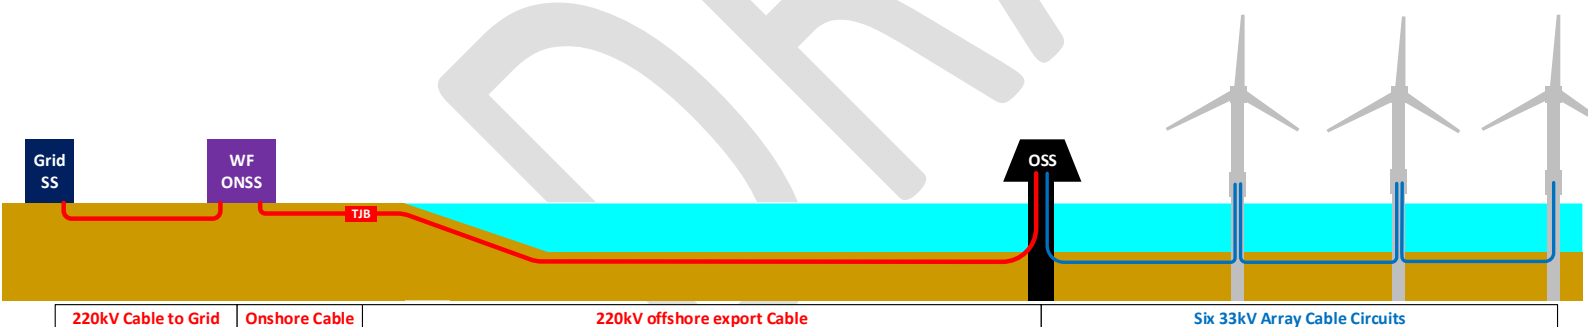 Grid
SS
WF
ONSS
OSS
TJB
220kV Cable to Grid
Onshore Cable
220kV offshore export Cable
Six 33kV Array Cable Circuits